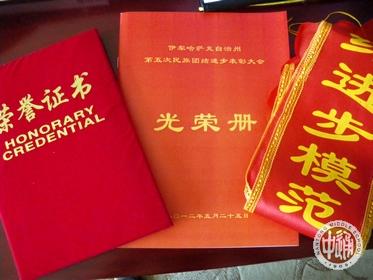 荣誉证书
HONORARY
CREDENTIAL
伊犁哈萨克自治州
第五次民族团结进步表彰大会
光荣册
二〇一二年五月二十五日
进步模范